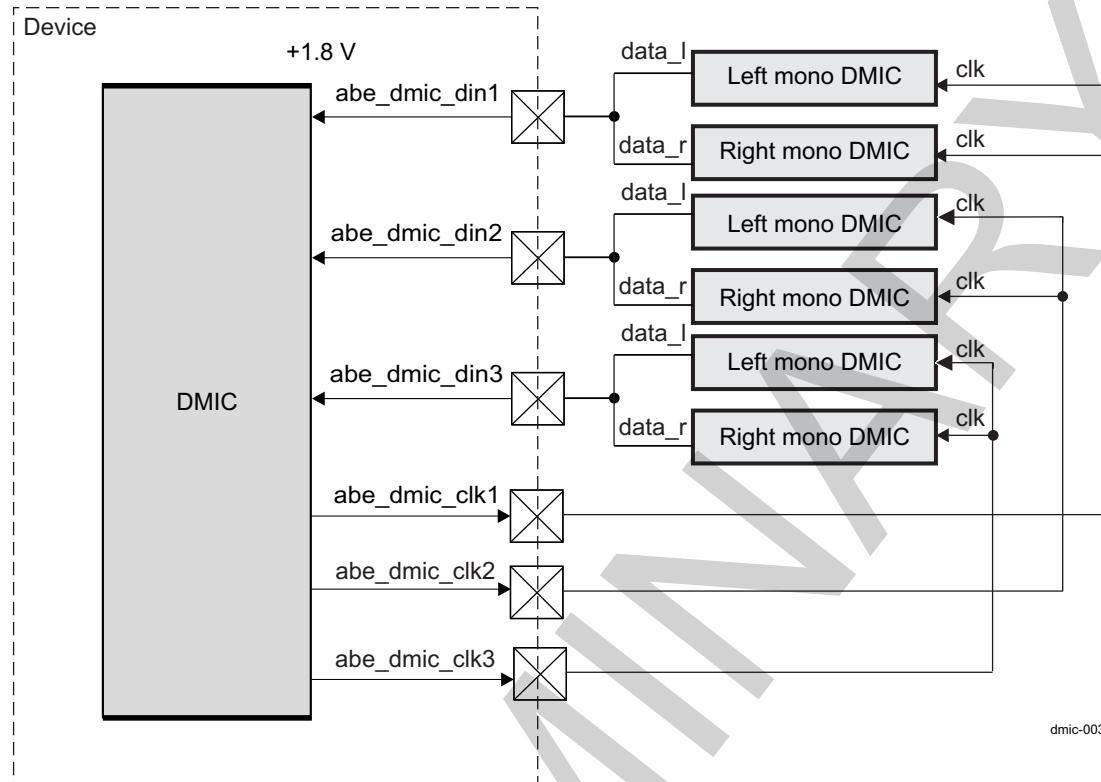 Device
+1.8 V
data_l
Left mono DMIC
clk
abe_dmic_din1
data_r
Right mono DMIC
clk
data_l
Left mono DMIC
clk
abe_dmic_din2
data_r
Right mono DMIC
clk
data_l
Left mono DMIC
clk
abe_dmic_din3
data_r
Right mono DMIC
clk
DMIC
abe_dmic_clk1
abe_dmic_clk2
abe_dmic_clk3
dmic-003
MINARY